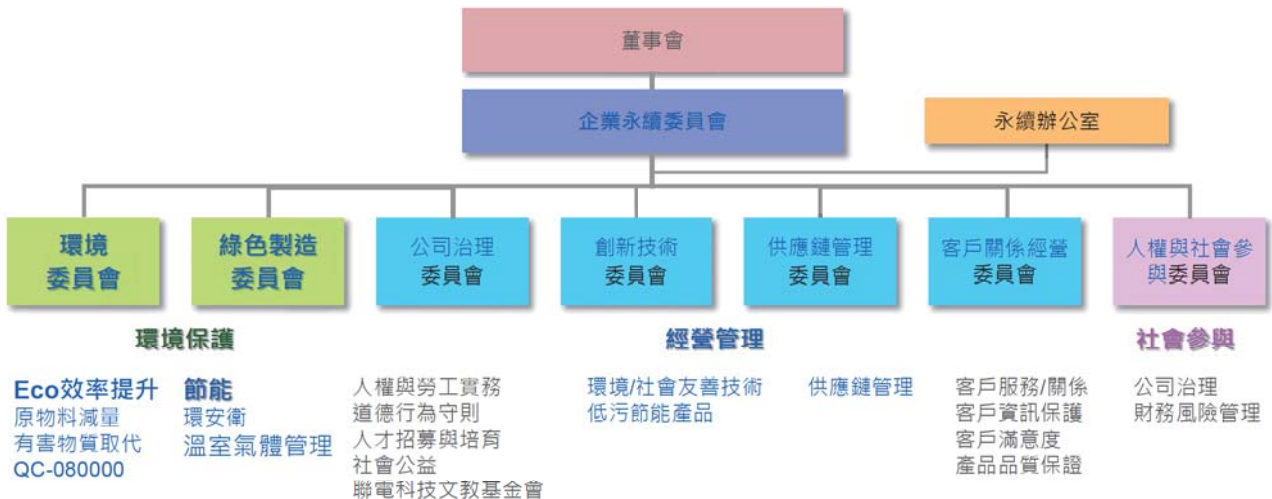 董事會
企業永續委員會
永續辦公室
環境
委員會
綠色製造
委員會
公司治理
委員會
創新技術
委員會
供應鏈管理
委員會
客戶關係經營
委員會
人權與社會參
與委員會
環境保護
經營管理
社會參與
Eco效率提升
原物料減量
有害物質取代
QC-080000
節能
環安衛
溫室氣體管理
人權與勞工實務
道德行為守則
人才招募與培育
社會公益
聯電科技文教基金會
環境/社會友善技術
低污節能產品
供應鏈管理
客戶服務/關係
客戶資訊保護
客戶滿意度
產品品質保證
公司治理
財務風險管理